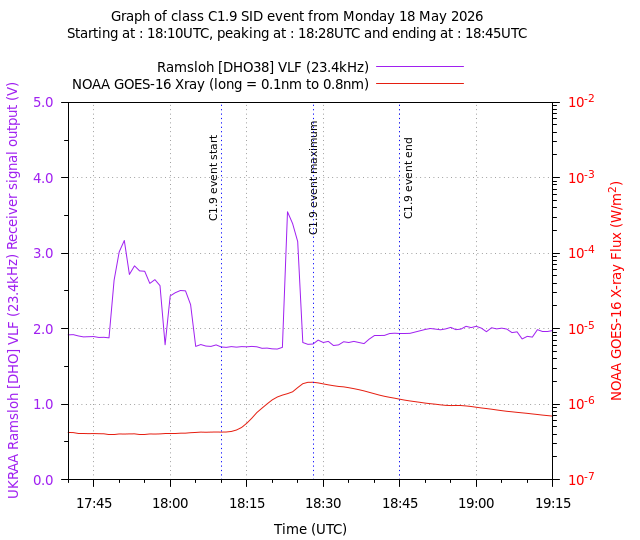 Graph of class C1.9 SID event from Monday 18 May 2026
Starting at : 18:10UTC, peaking at : 18:28UTC and ending at : 18:45UTC
Ramsloh [DHO38] VLF (23.4kHz)
NOAA GOES-16 Xray (long = 0.1nm to 0.8nm)
UKRAA Ramsloh [DHO] VLF (23.4kHz) Receiver signal output (V)
5.0
4.0
3.0
2.0
1.0
0.0
C1.9 event start
C1.9 event maximum
C1.9 event end
10^-2
10^-3
10^-4
10^-5
10^-6
10^-7
NOAA GOES-16 X-ray Flux (W/m^2)
17:45 18:00 18:15 18:30 18:45 19:00 19:15
Time (UTC)